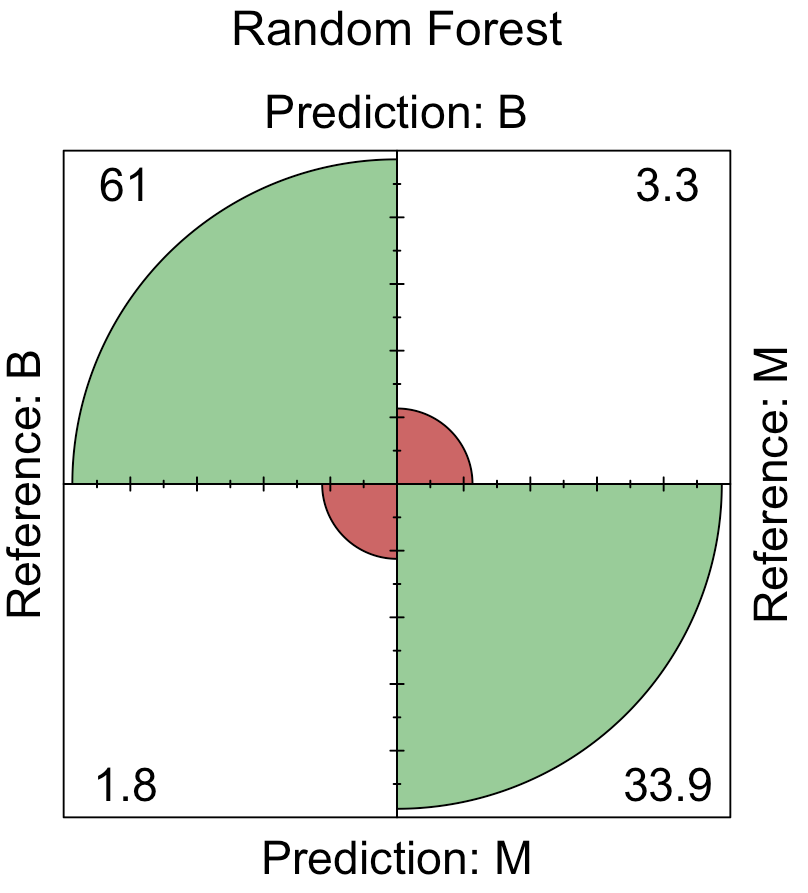 Random Forest
Prediction: B
61
3.3
Reference: B
Reference: M
1.8
33.9
Prediction: M